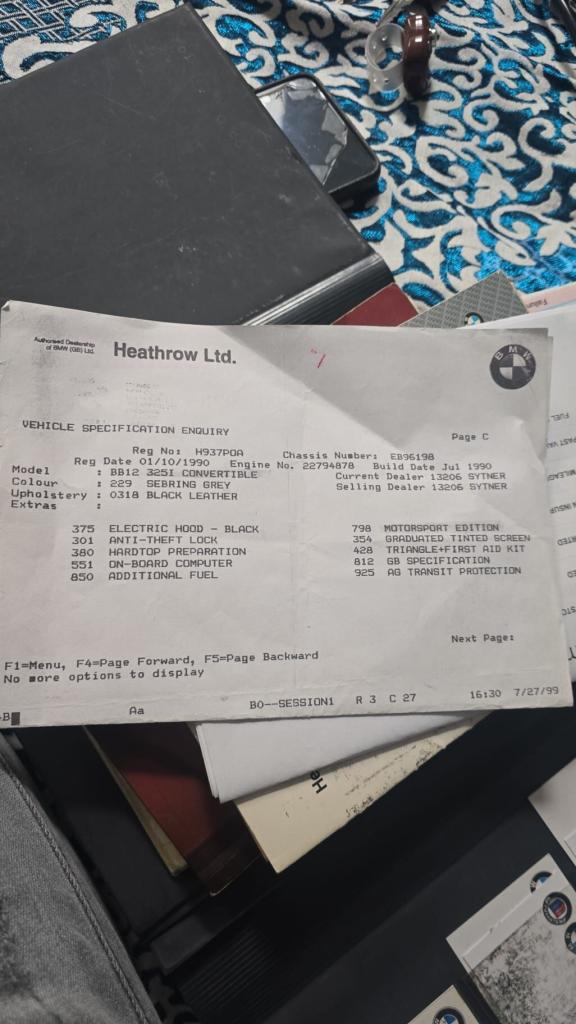 Authorised Dealership
of BMW (GB) Ltd.
Heathrow Ltd.
BMW
VEHICLE SPECIFICATION ENQUIRY
Page C
Reg No: H937POA Chassis Number: EB96198
Reg Date 01/10/1990 Engine No. 22794878 Build Date Jul 1990
Model : BB12 325I CONVERTIBLE Current Dealer 13206 SYTNER
Colour : 229 SEBRING GREY Selling Dealer 13206 SYTNER
Upholstery : 0318 BLACK LEATHER
Extras :
375 ELECTRIC HOOD - BLACK 798 MOTORSPORT EDITION
301 ANTI-THEFT LOCK 354 GRADUATED TINTED SCREEN
380 HARDTOP PREPARATION 428 TRIANGLE+FIRST AID KIT
551 ON-BOARD COMPUTER 812 GB SPECIFICATION
850 ADDITIONAL FUEL 925 AG TRANSIT PROTECTION
Next Page:
F1=Menu, F4=Page Forward, F5=Page Backward
No more options to display
B Aa B0--SESSION1 R 3 C 27 16:30 7/27/99
FUEL
He